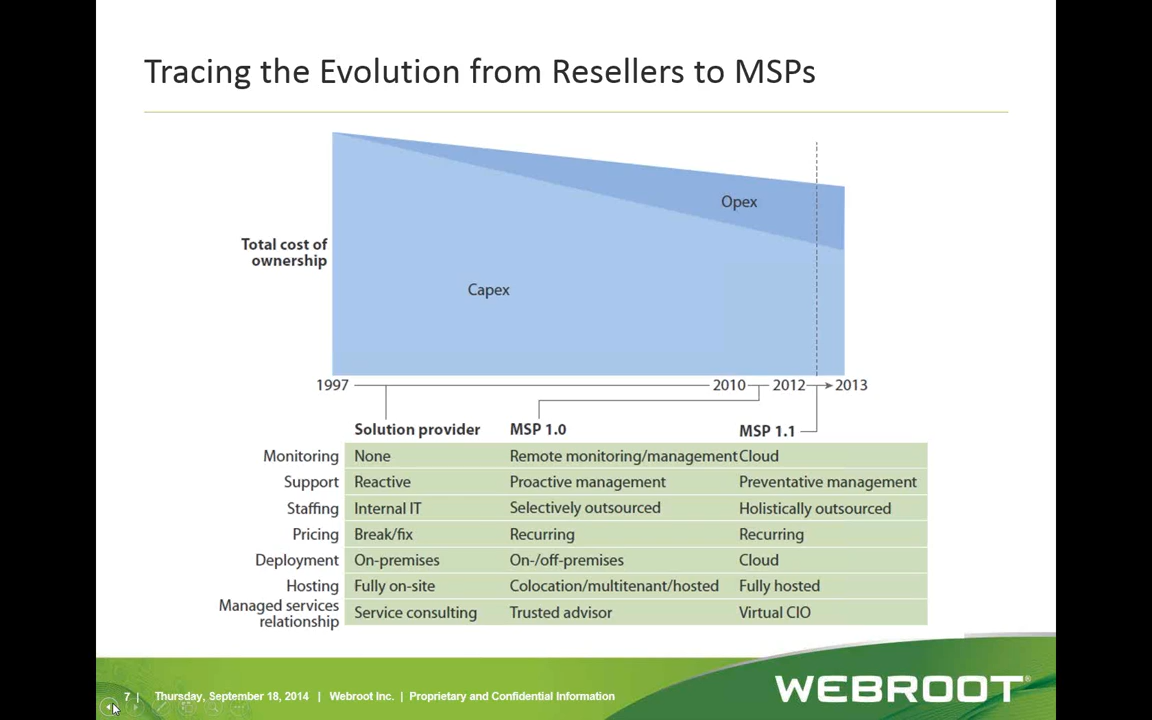 Tracing the Evolution from Resellers to MSPs
Opex
Total cost of
ownership
Capex
1997 2010 2012 2013
Solution provider MSP 1.0 MSP 1.1
Monitoring None Remote monitoring/management Cloud
Support Reactive Proactive management Preventative management
Staffing Internal IT Selectively outsourced Holistically outsourced
Pricing Break/fix Recurring Recurring
Deployment On-premises On-/off-premises Cloud
Hosting Fully on-site Colocation/multitenant/hosted Fully hosted
Managed services
relationship Service consulting Trusted advisor Virtual CIO
7 | Thursday, September 18, 2014 | Webroot Inc. | Proprietary and Confidential Information
WEBROOT®